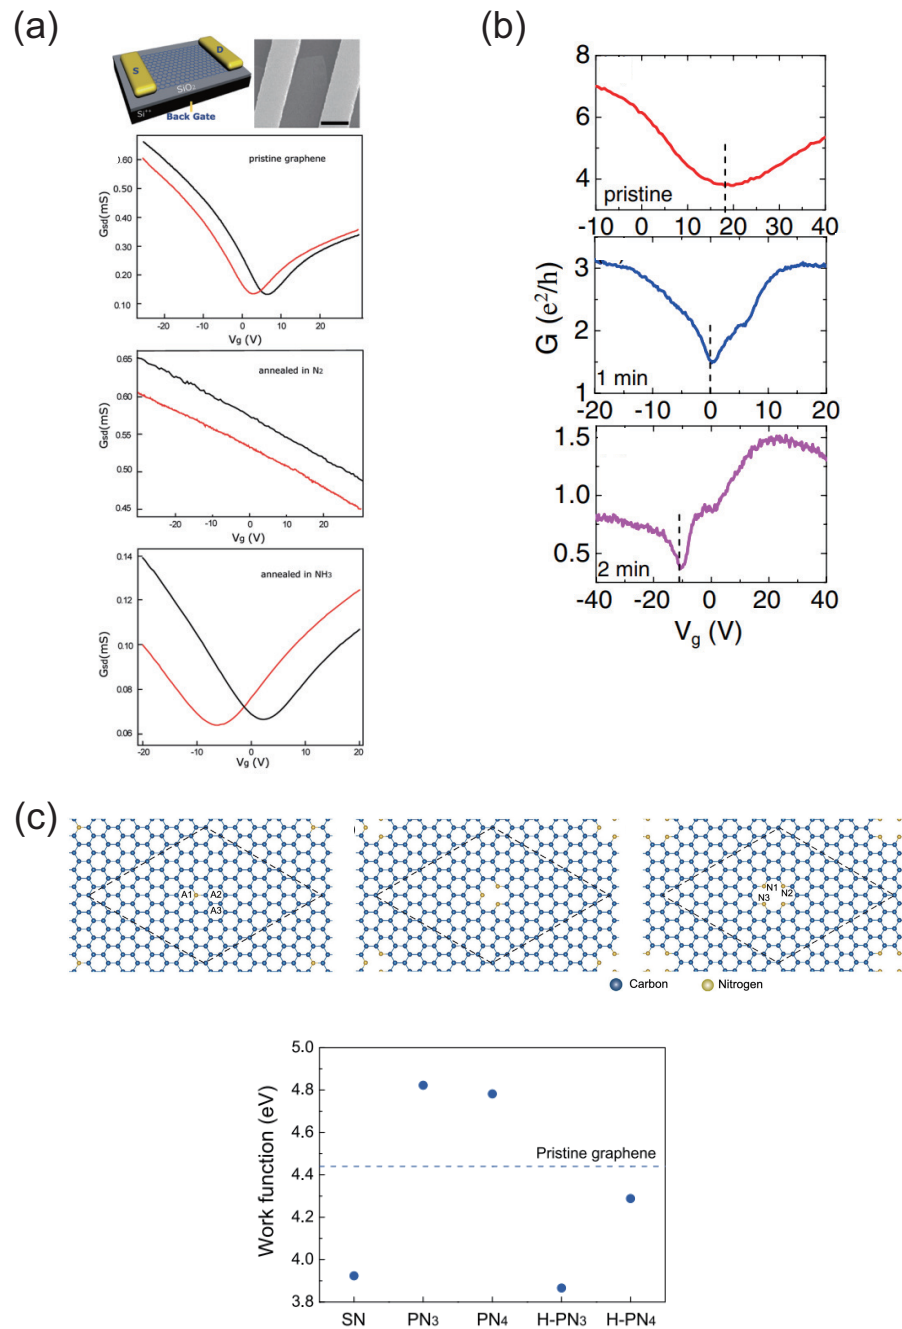 (a)
S
D
SiO₂
Si⁺⁺
Back Gate
pristine graphene
Gsd(mS)
0.60
0.50
0.40
0.30
0.20
0.10
-20
-10
0
10
20
Vg (V)
annealed in N2
Gsd(mS)
0.65
0.60
0.55
0.50
0.45
-20
-10
0
10
20
Vg (V)
annealed in NH3
Gsd(mS)
0.14
0.12
0.10
0.08
0.06
-20
-10
0
10
20
Vg (V)
(b)
8
6
4
pristine
-10
0
10
20
30
40
G (e²/h)
3
2
1
1 min
-20
-10
0
10
20
1.5
1.0
0.5
2 min
-40
-20
0
20
40
Vg (V)
(c)
A1
A2
A3
N1
N2
N3
Carbon
Nitrogen
Work function (eV)
5.0
4.8
4.6
4.4
4.2
4.0
3.8
Pristine graphene
SN
PN3
PN4
H-PN3
H-PN4